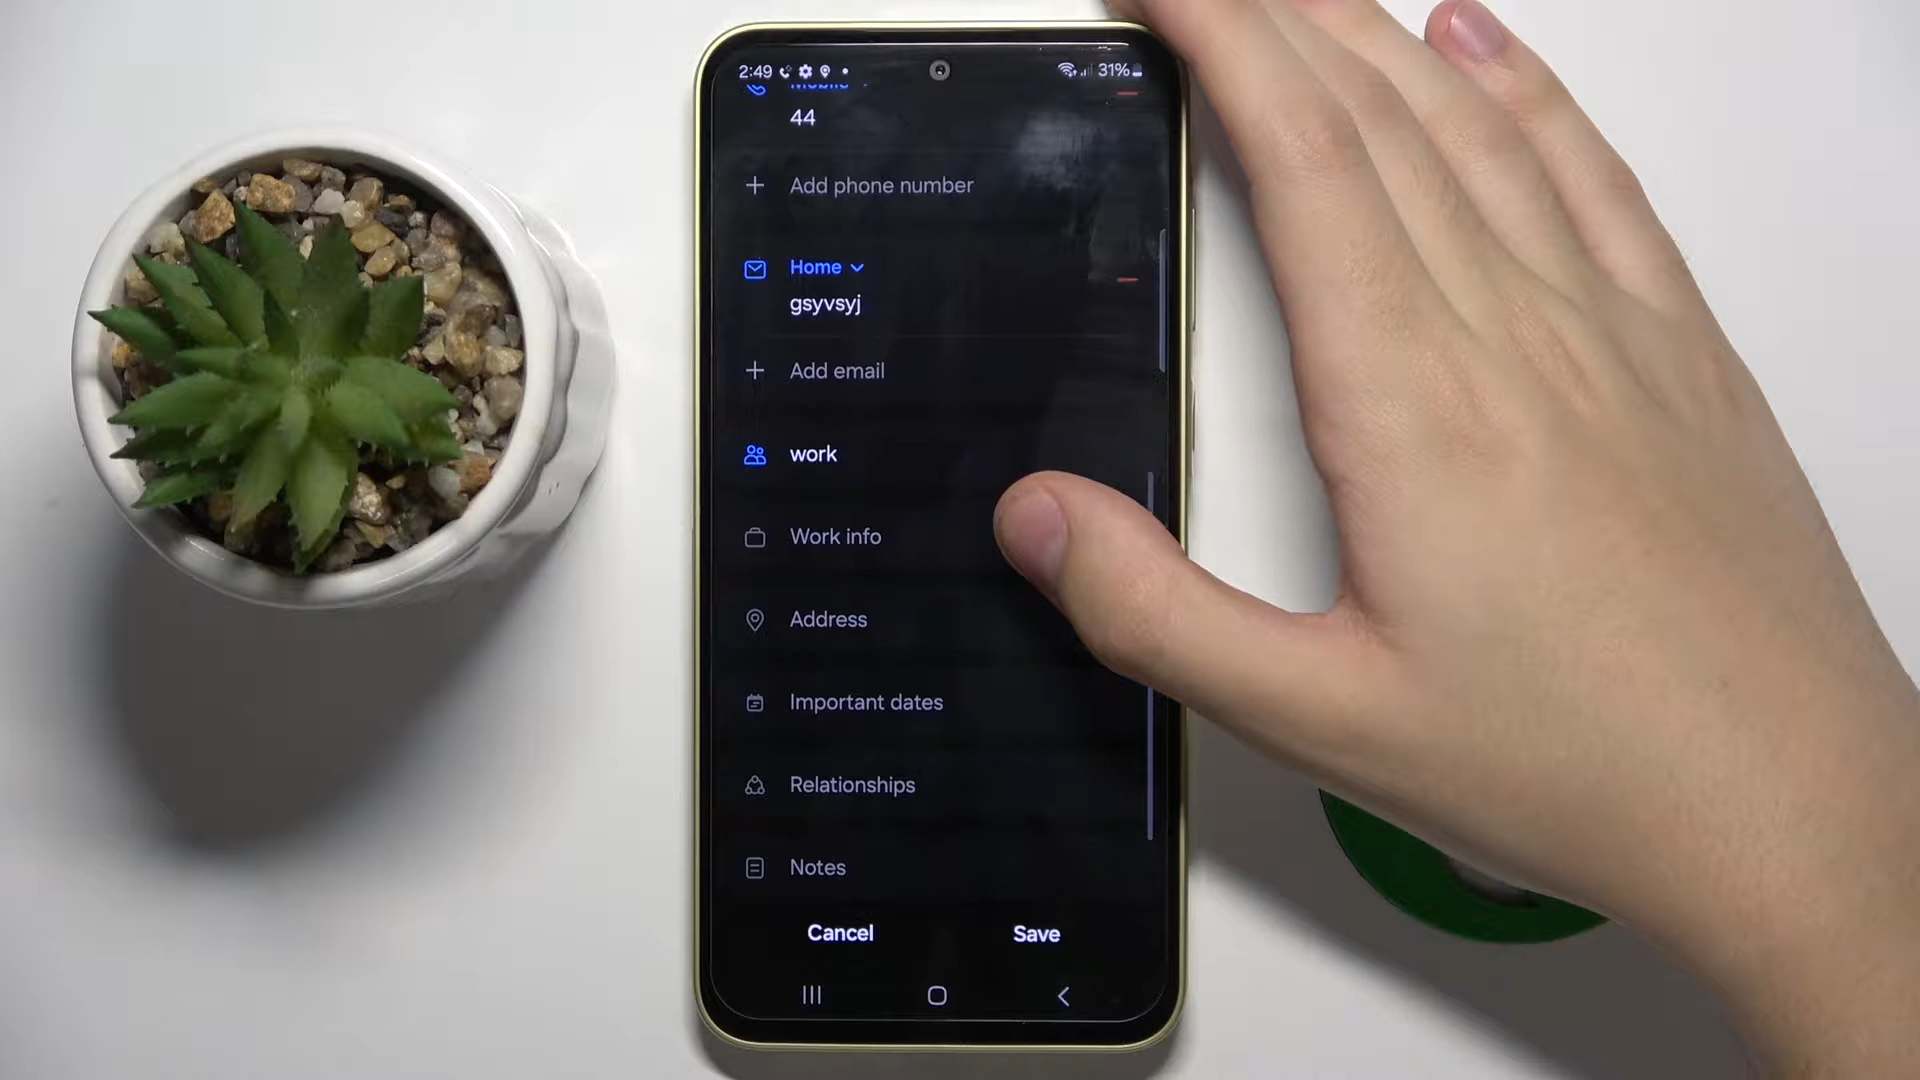 2:49
31%
Mobile
44
Add phone number
Home
gsyvsyj
Add email
work
Work info
Address
Important dates
Relationships
Notes
Cancel
Save